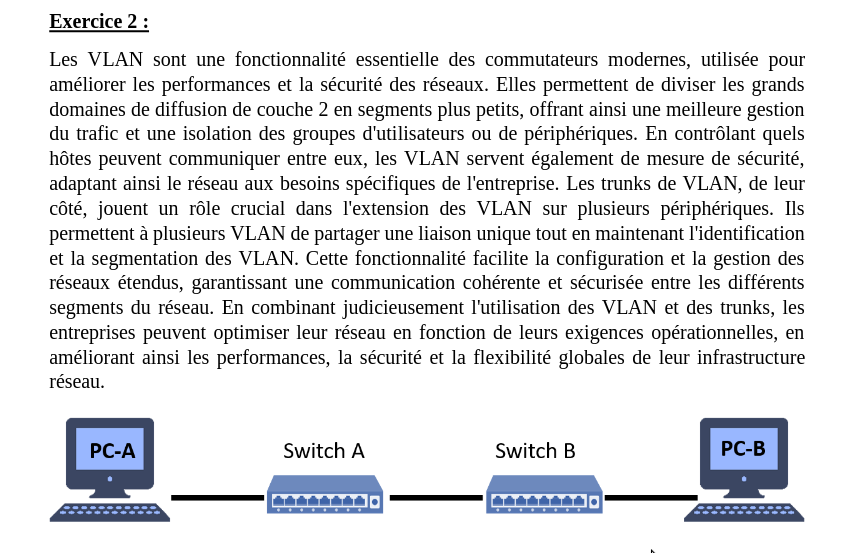 Exercice 2 :
Les VLAN sont une fonctionnalité essentielle des commutateurs modernes, utilisée pour
améliorer les performances et la sécurité des réseaux. Elles permettent de diviser les grands
domaines de diffusion de couche 2 en segments plus petits, offrant ainsi une meilleure gestion
du trafic et une isolation des groupes d'utilisateurs ou de périphériques. En contrôlant quels
hôtes peuvent communiquer entre eux, les VLAN servent également de mesure de sécurité,
adaptant ainsi le réseau aux besoins spécifiques de l'entreprise. Les trunks de VLAN, de leur
côté, jouent un rôle crucial dans l'extension des VLAN sur plusieurs périphériques. Ils
permettent à plusieurs VLAN de partager une liaison unique tout en maintenant l'identification
et la segmentation des VLAN. Cette fonctionnalité facilite la configuration et la gestion des
réseaux étendus, garantissant une communication cohérente et sécurisée entre les différents
segments du réseau. En combinant judicieusement l'utilisation des VLAN et des trunks, les
entreprises peuvent optimiser leur réseau en fonction de leurs exigences opérationnelles, en
améliorant ainsi les performances, la sécurité et la flexibilité globales de leur infrastructure
réseau.
PC-A
Switch A
Switch B
PC-B